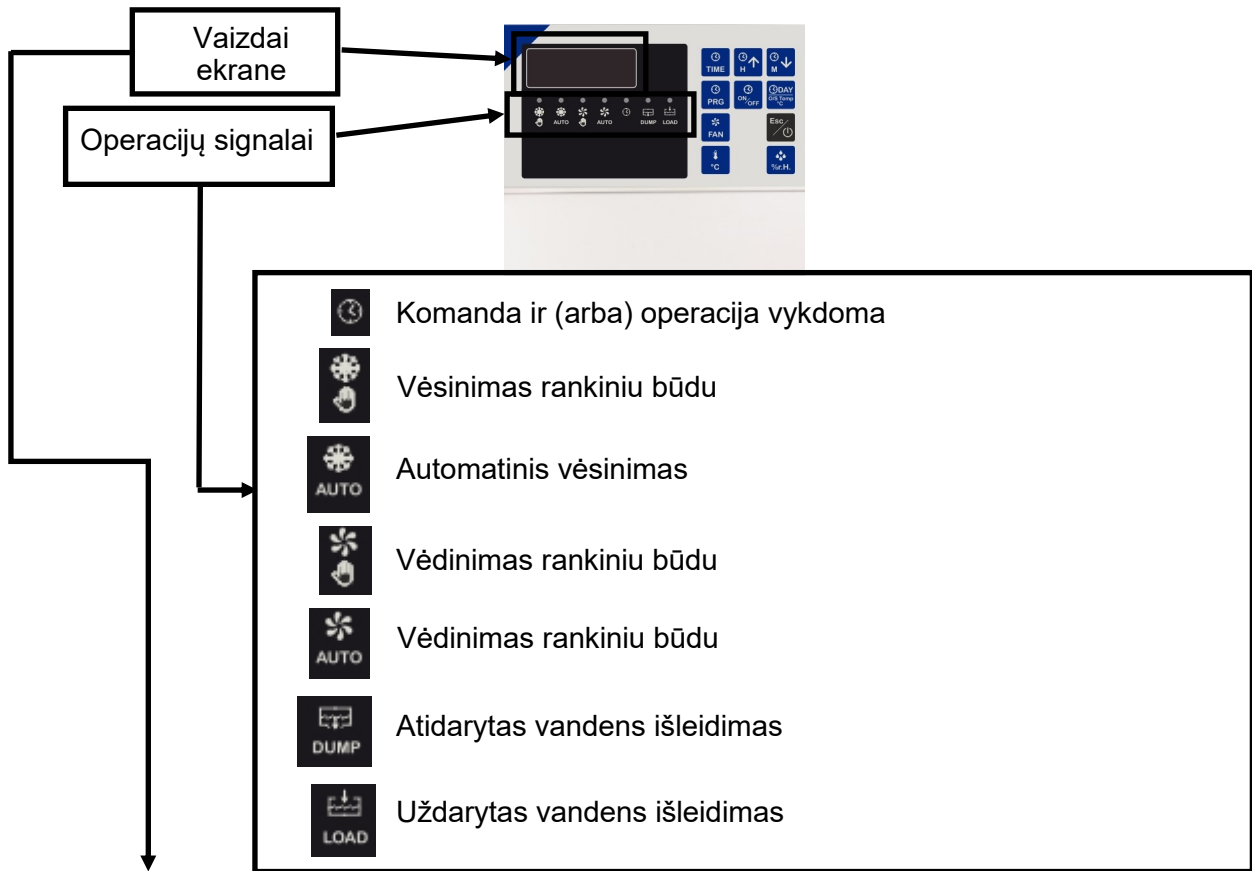 Vaizdai
ekrane
Operacijų signalai
TIME
H
M
PRG
ON/OFF
DAY
O/S Temp
°C
FAN
Esc
°C
%r.H.
AUTO
AUTO
DUMP
LOAD
Komanda ir (arba) operacija vykdoma
Vėsinimas rankiniu būdu
AUTO
Automatinis vėsinimas
Vėdinimas rankiniu būdu
AUTO
Vėdinimas rankiniu būdu
DUMP
Atidarytas vandens išleidimas
LOAD
Uždarytas vandens išleidimas